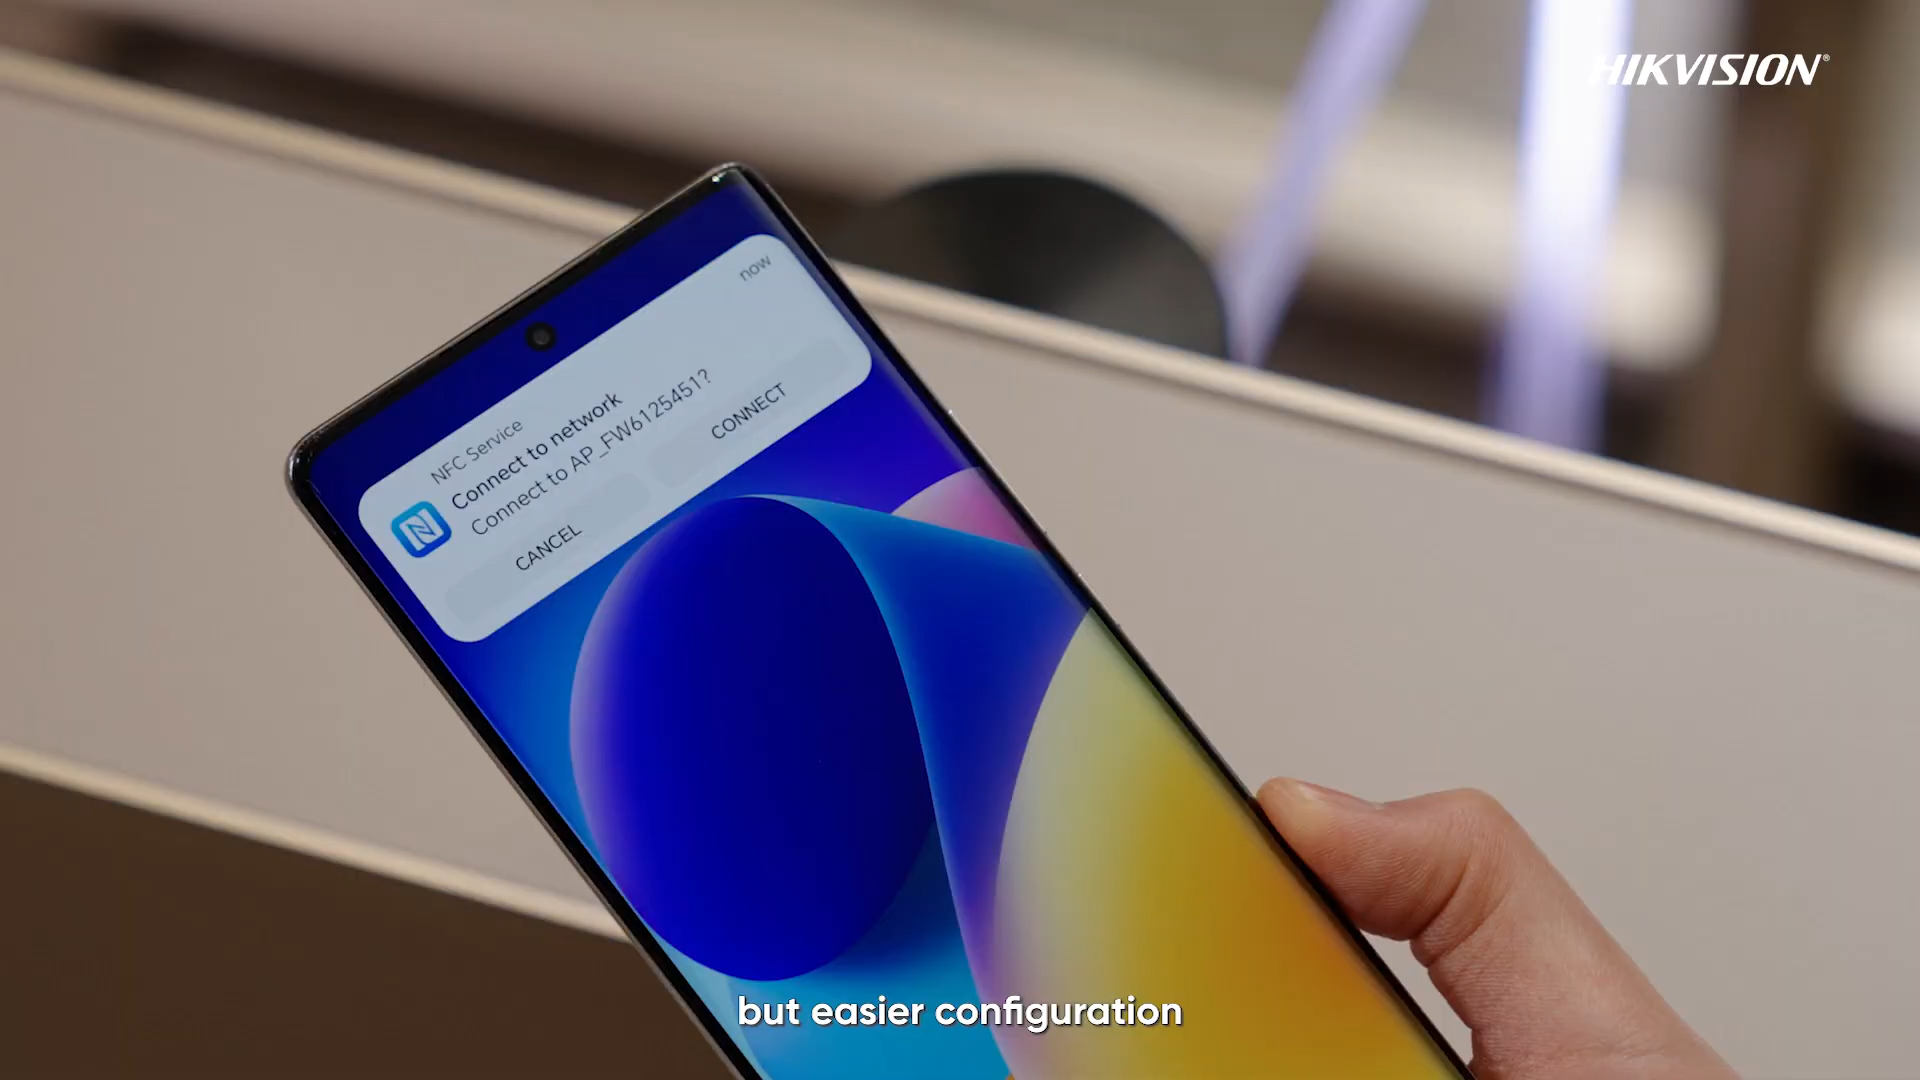 HIKVISION®
now
NFC Service
Connect to network
Connect to AP_FW6125451?
CANCEL
CONNECT
but easier configuration